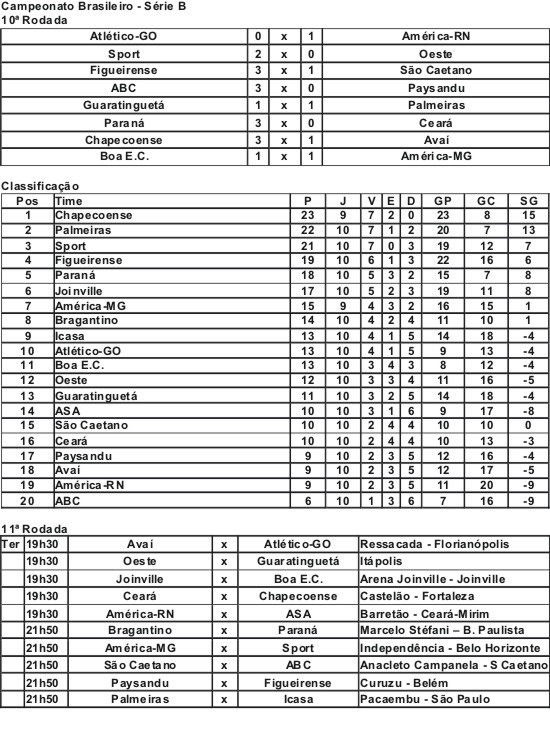 Campeonato Brasileiro - Série B
10ª Rodada
Atlético-GO 0 x 1 América-RN
Sport 2 x 0 Oeste
Figueirense 3 x 1 São Caetano
ABC 3 x 0 Paysandu
Guaratinguetá 1 x 1 Palmeiras
Paraná 3 x 0 Ceará
Chapecoense 3 x 1 Avaí
Boa E.C. 1 x 1 América-MG
Classificação
Pos Time P J V E D GP GC SG
1 Chapecoense 23 9 7 2 0 23 8 15
2 Palmeiras 22 10 7 1 2 20 7 13
3 Sport 21 10 7 0 3 19 12 7
4 Figueirense 19 10 6 1 3 22 16 6
5 Paraná 18 10 5 3 2 15 7 8
6 Joinville 17 10 5 2 3 19 11 8
7 América-MG 15 9 4 3 2 16 15 1
8 Bragantino 14 10 4 2 4 11 10 1
9 Icasa 13 10 4 1 5 14 18 -4
10 Atlético-GO 13 10 4 1 5 9 13 -4
11 Boa E.C. 13 10 3 4 3 8 12 -4
12 Oeste 12 10 3 3 4 11 16 -5
13 Guaratinguetá 11 10 3 2 5 14 18 -4
14 ASA 10 10 3 1 6 9 17 -8
15 São Caetano 10 10 2 4 4 10 10 0
16 Ceará 10 10 2 4 4 10 13 -3
17 Paysandu 9 10 2 3 5 12 16 -4
18 Avaí 9 10 2 3 5 12 17 -5
19 América-RN 9 10 2 3 5 11 20 -9
20 ABC 6 10 1 3 6 7 16 -9
11ª Rodada
Ter 19h30 Avaí x Atlético-GO Ressacada - Florianópolis
19h30 Oeste x Guaratinguetá Itápolis
19h30 Joinville x Boa E.C. Arena Joinville - Joinville
19h30 Ceará x Chapecoense Castelão - Fortaleza
19h30 América-RN x ASA Barretão - Ceará-Mirim
21h50 Bragantino x Paraná Marcelo Stéfani – B. Paulista
21h50 América-MG x Sport Independência - Belo Horizonte
21h50 São Caetano x ABC Anacleto Campanela - S Caetano
21h50 Paysandu x Figueirense Curuzu - Belém
21h50 Palmeiras x Icasa Pacaembu - São Paulo